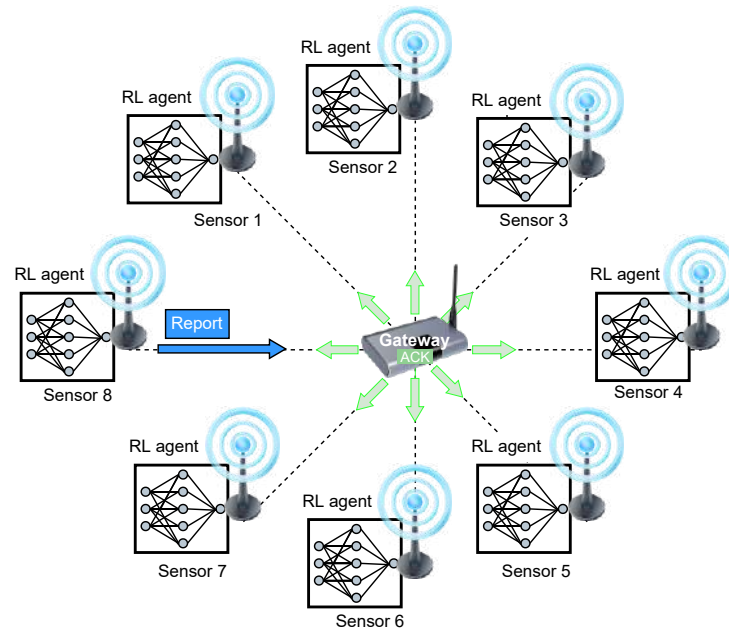 RL agent
Sensor 2
RL agent
Sensor 1
RL agent
Sensor 3
RL agent
Sensor 8
Report
Gateway
ACK
RL agent
Sensor 4
RL agent
Sensor 7
RL agent
Sensor 6
RL agent
Sensor 5